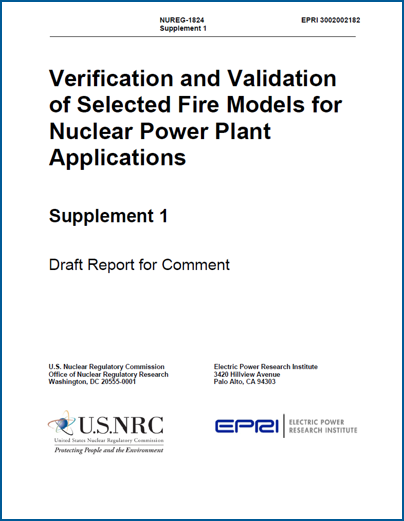 NUREG-1824 EPRI 3002002182
Supplement 1
Verification and Validation
of Selected Fire Models for
Nuclear Power Plant
Applications
Supplement 1
Draft Report for Comment
U.S. Nuclear Regulatory Commission
Office of Nuclear Regulatory Research
Washington, DC 20555-0001
Electric Power Research Institute
3420 Hillview Avenue
Palo Alto, CA 94303
U.S.NRC
United States Nuclear Regulatory Commission
Protecting People and the Environment
EPRI
ELECTRIC POWER
RESEARCH INSTITUTE